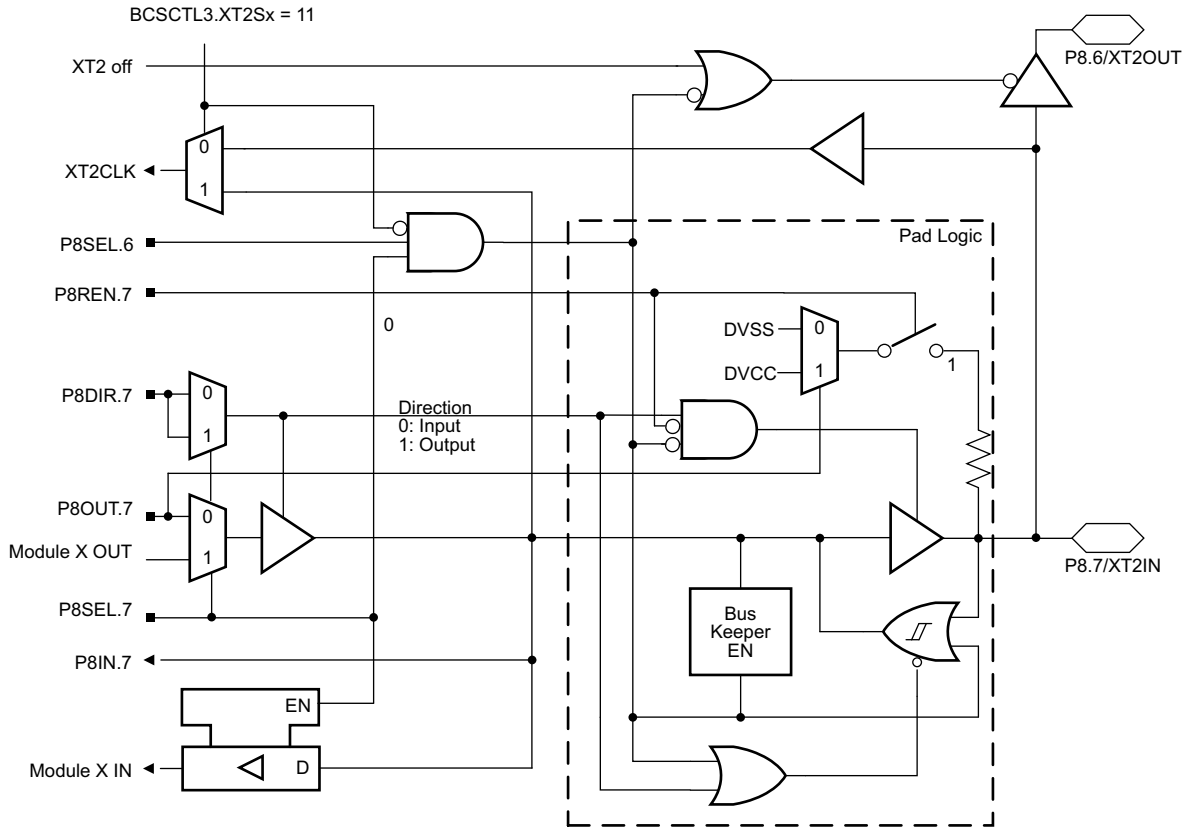 BCSCTL3.XT2Sx = 11
XT2 off
P8.6/XT2OUT
0
XT2CLK
1
P8SEL.6
Pad Logic
P8REN.7
0
DVSS
0
1
DVCC
1
P8DIR.7
0
1
Direction
0: Input
1: Output
P8OUT.7
0
Module X OUT
1
P8.7/XT2IN
P8SEL.7
Bus
Keeper
EN
P8IN.7
EN
Module X IN
D